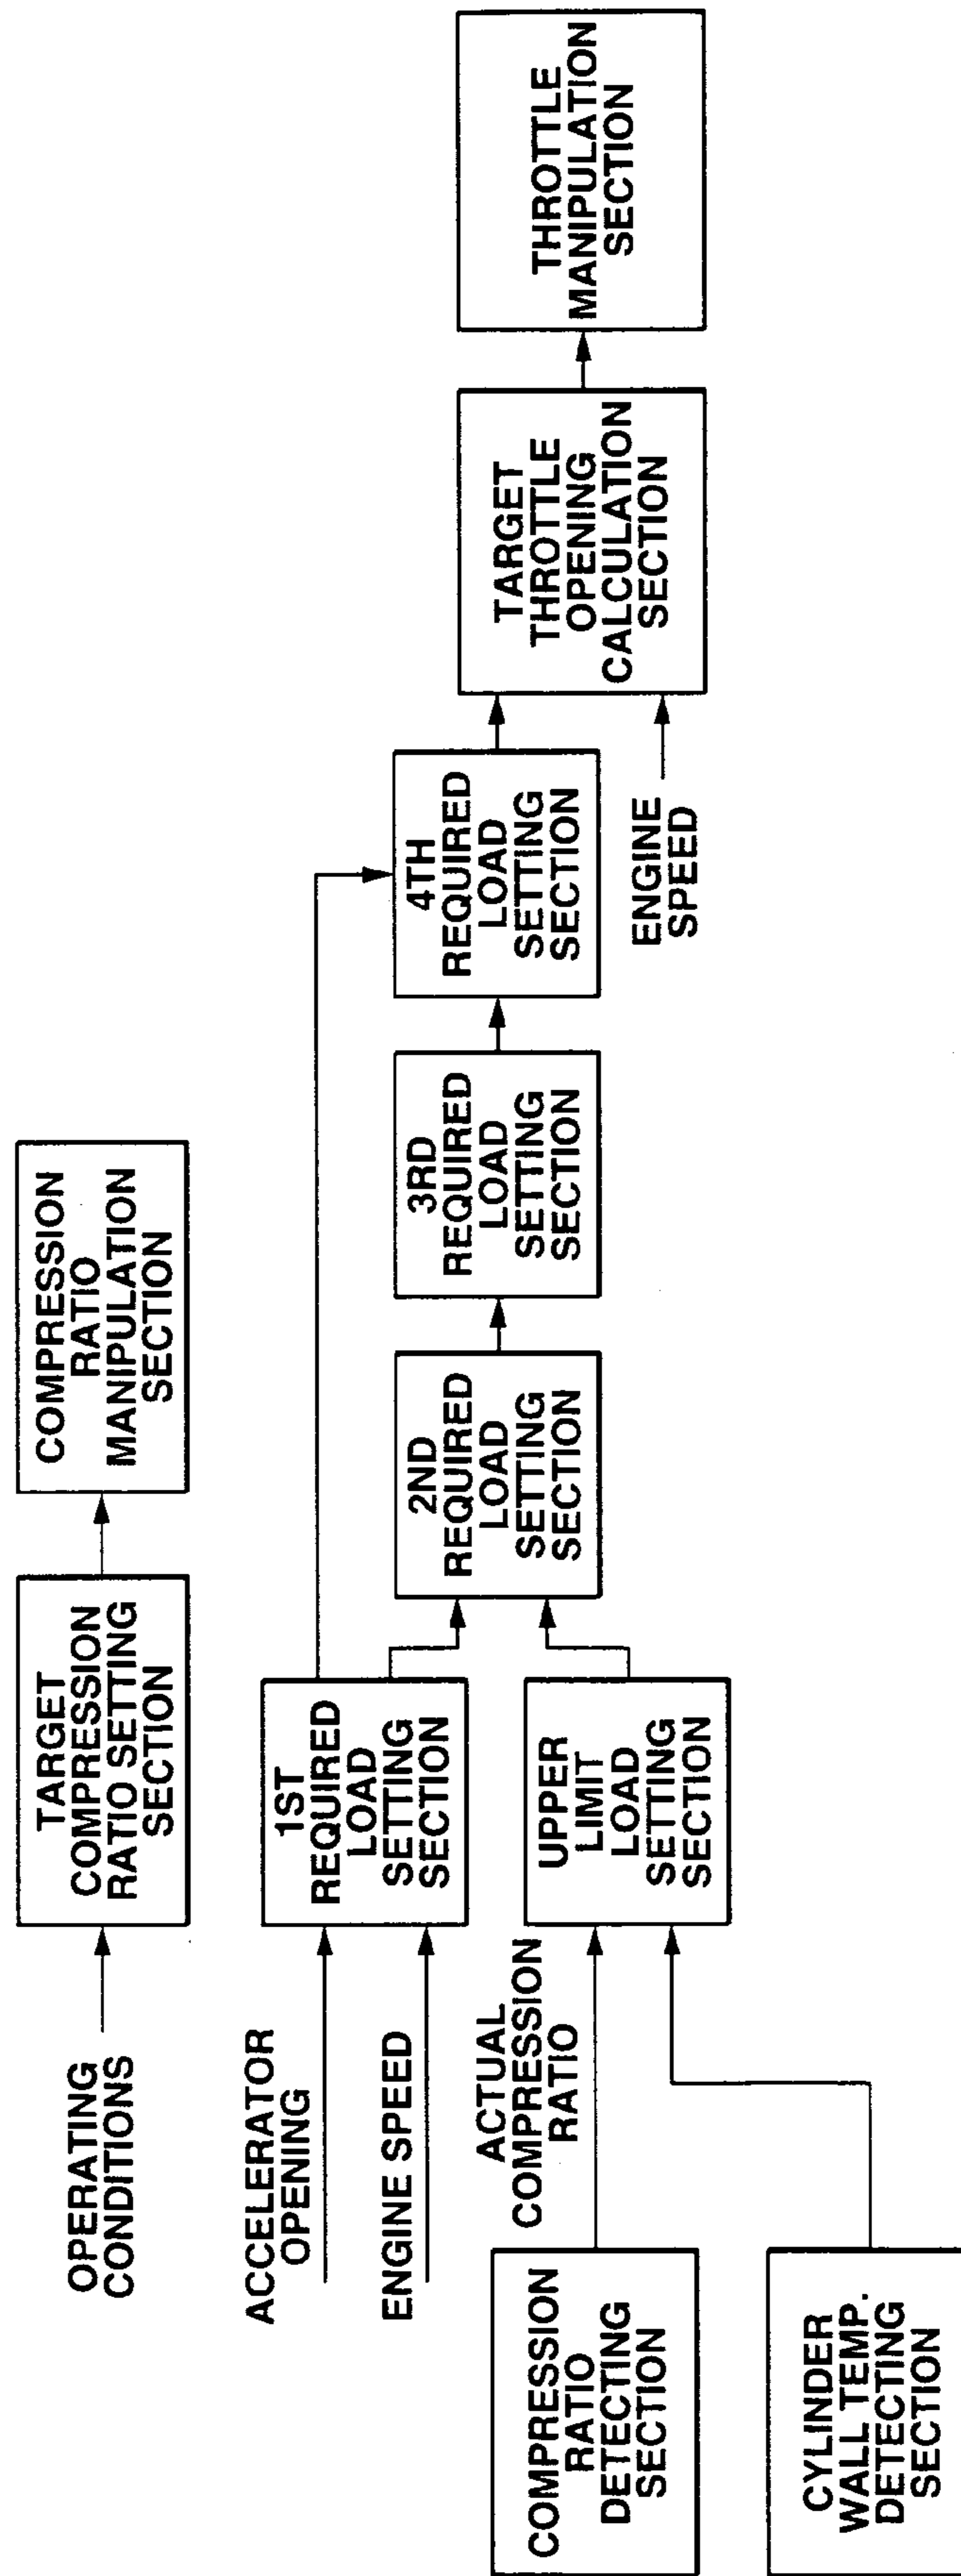 OPERATING
CONDITIONS
TARGET
COMPRESSION
RATIO SETTING
SECTION
COMPRESSION
RATIO
MANIPULATION
SECTION
ACCELERATOR
OPENING
ENGINE SPEED
1ST
REQUIRED
LOAD
SETTING
SECTION
ACTUAL
COMPRESSION
RATIO
COMPRESSION
RATIO
DETECTING
SECTION
CYLINDER
WALL TEMP.
DETECTING
SECTION
UPPER
LIMIT
LOAD
SETTING
SECTION
2ND
REQUIRED
LOAD
SETTING
SECTION
3RD
REQUIRED
LOAD
SETTING
SECTION
4TH
REQUIRED
LOAD
SETTING
SECTION
ENGINE
SPEED
TARGET
THROTTLE
OPENING
CALCULATION
SECTION
THROTTLE
MANIPULATION
SECTION